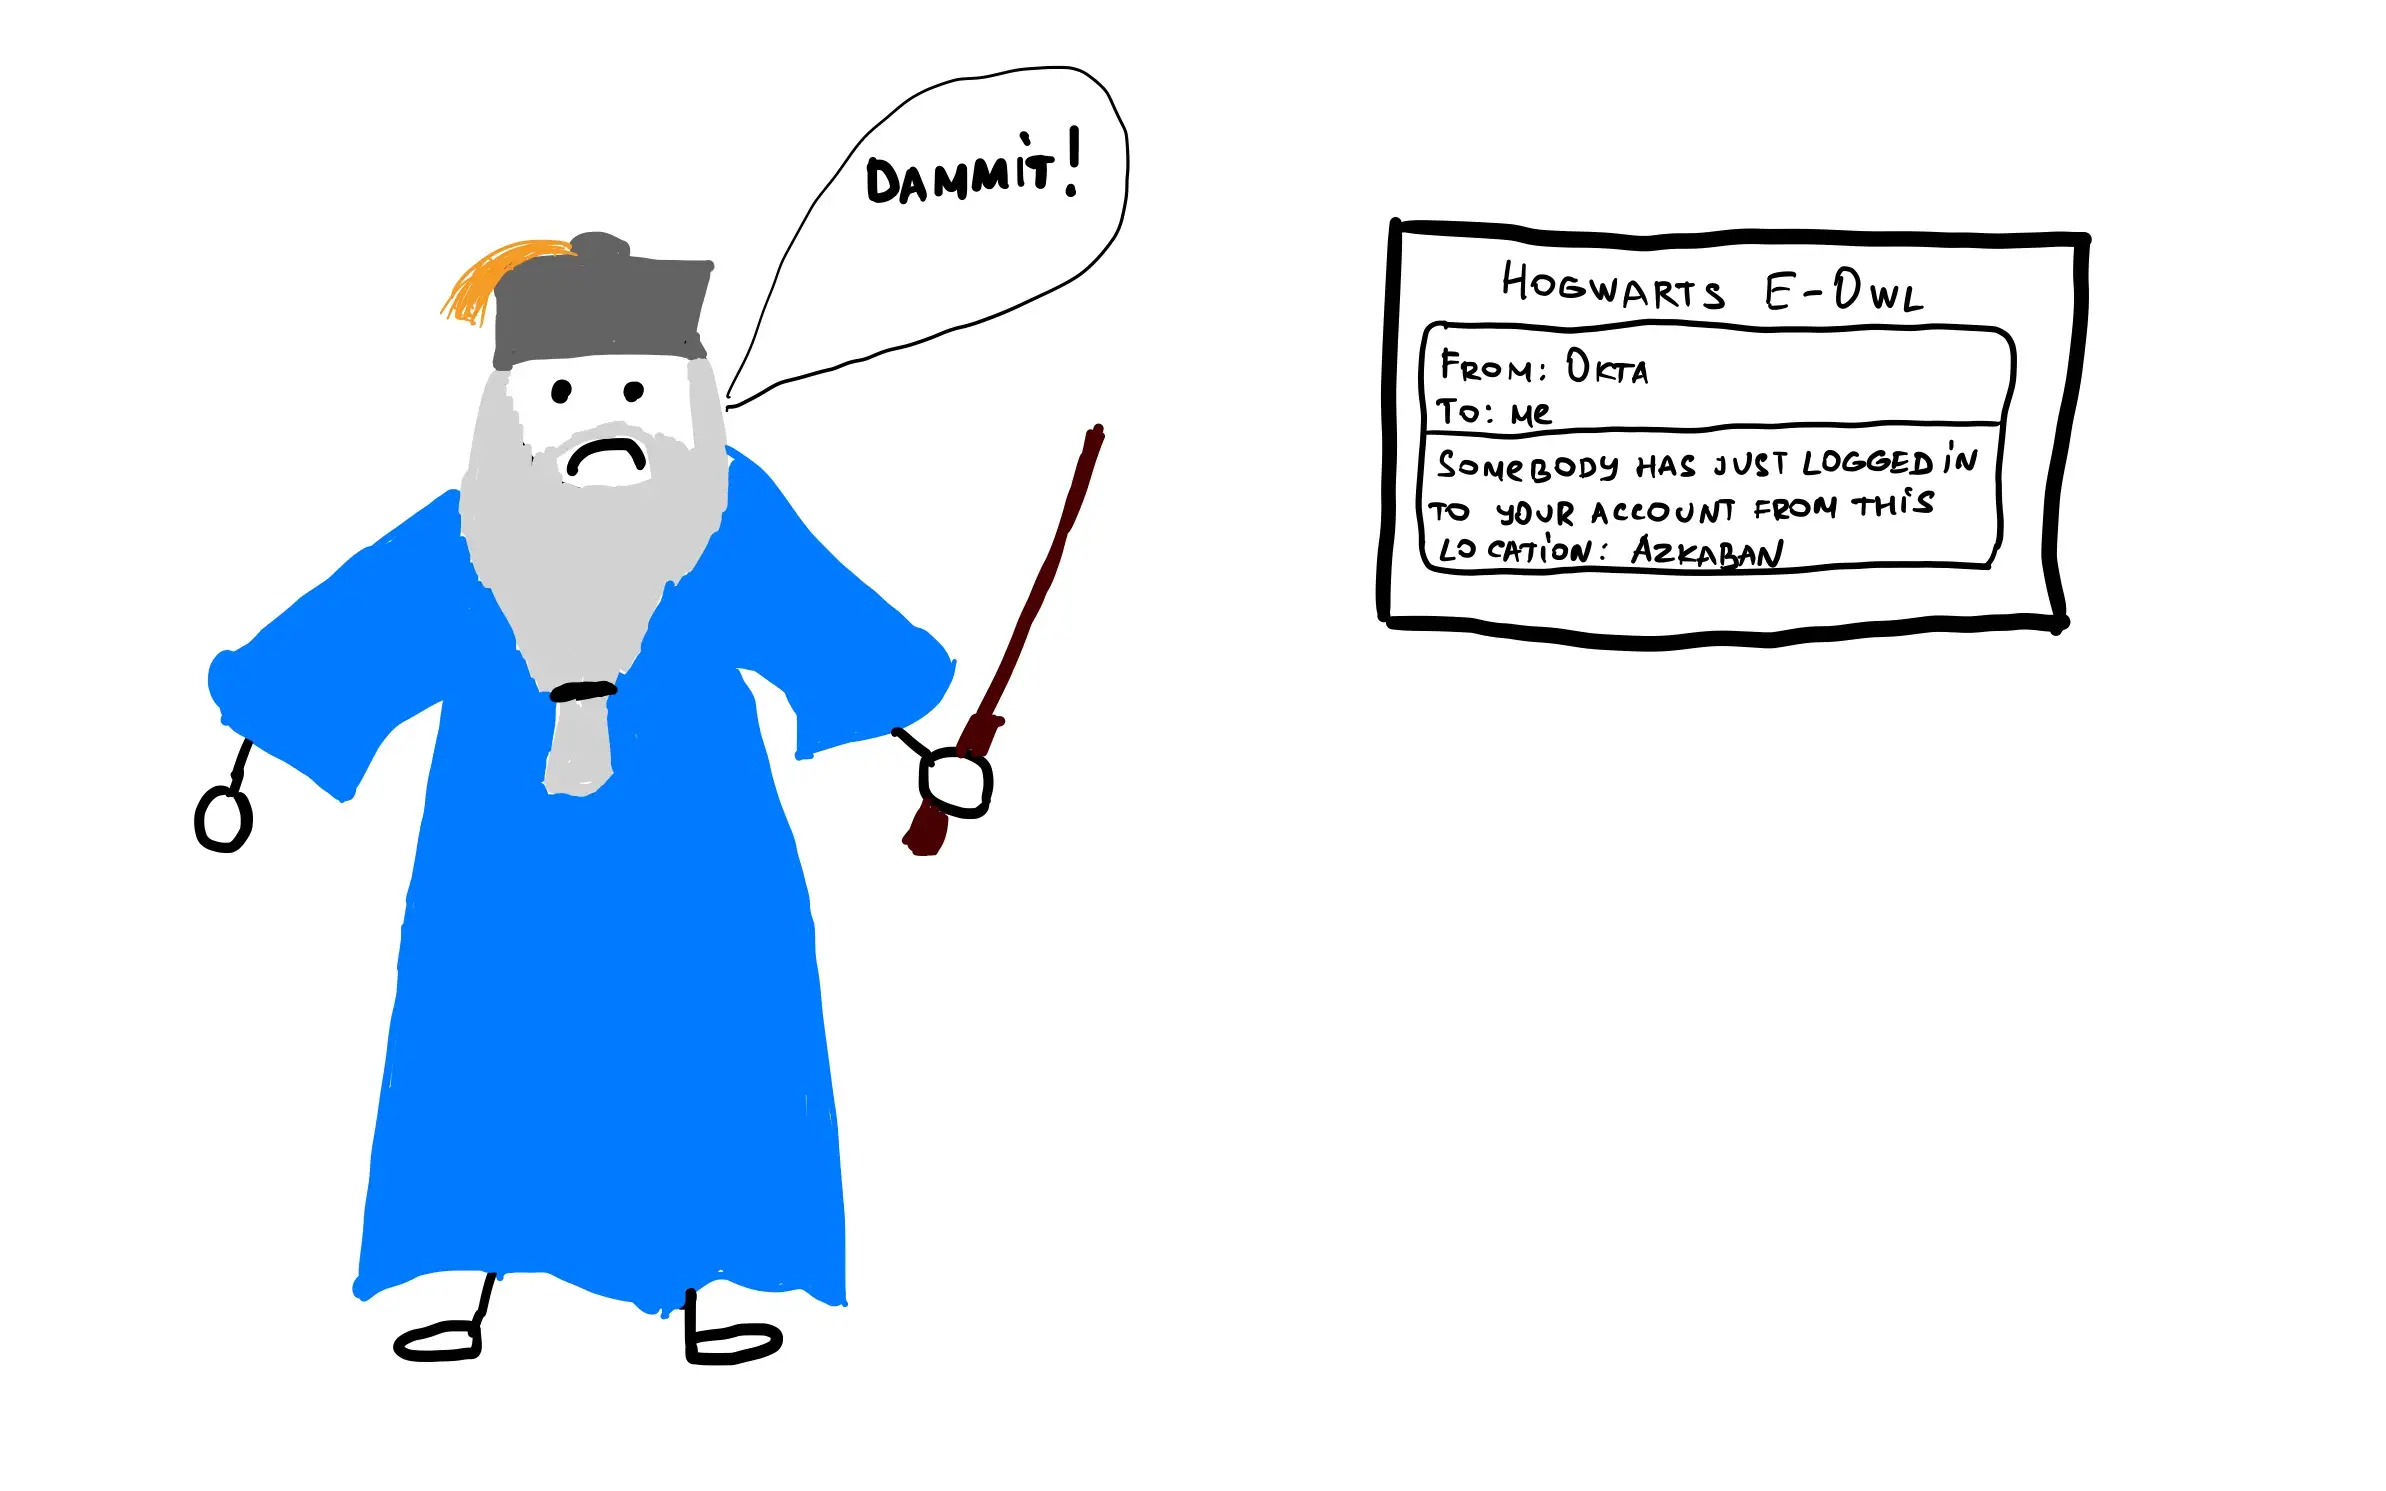 DAMMiT!
HOGWARTS E-OWL
FROM: OKTA
TO: ME
SOMEBODY HAS JUST LOGGED iN
TO YOUR ACCOUNT FROM THiS
LOCATiON: AZKABAN